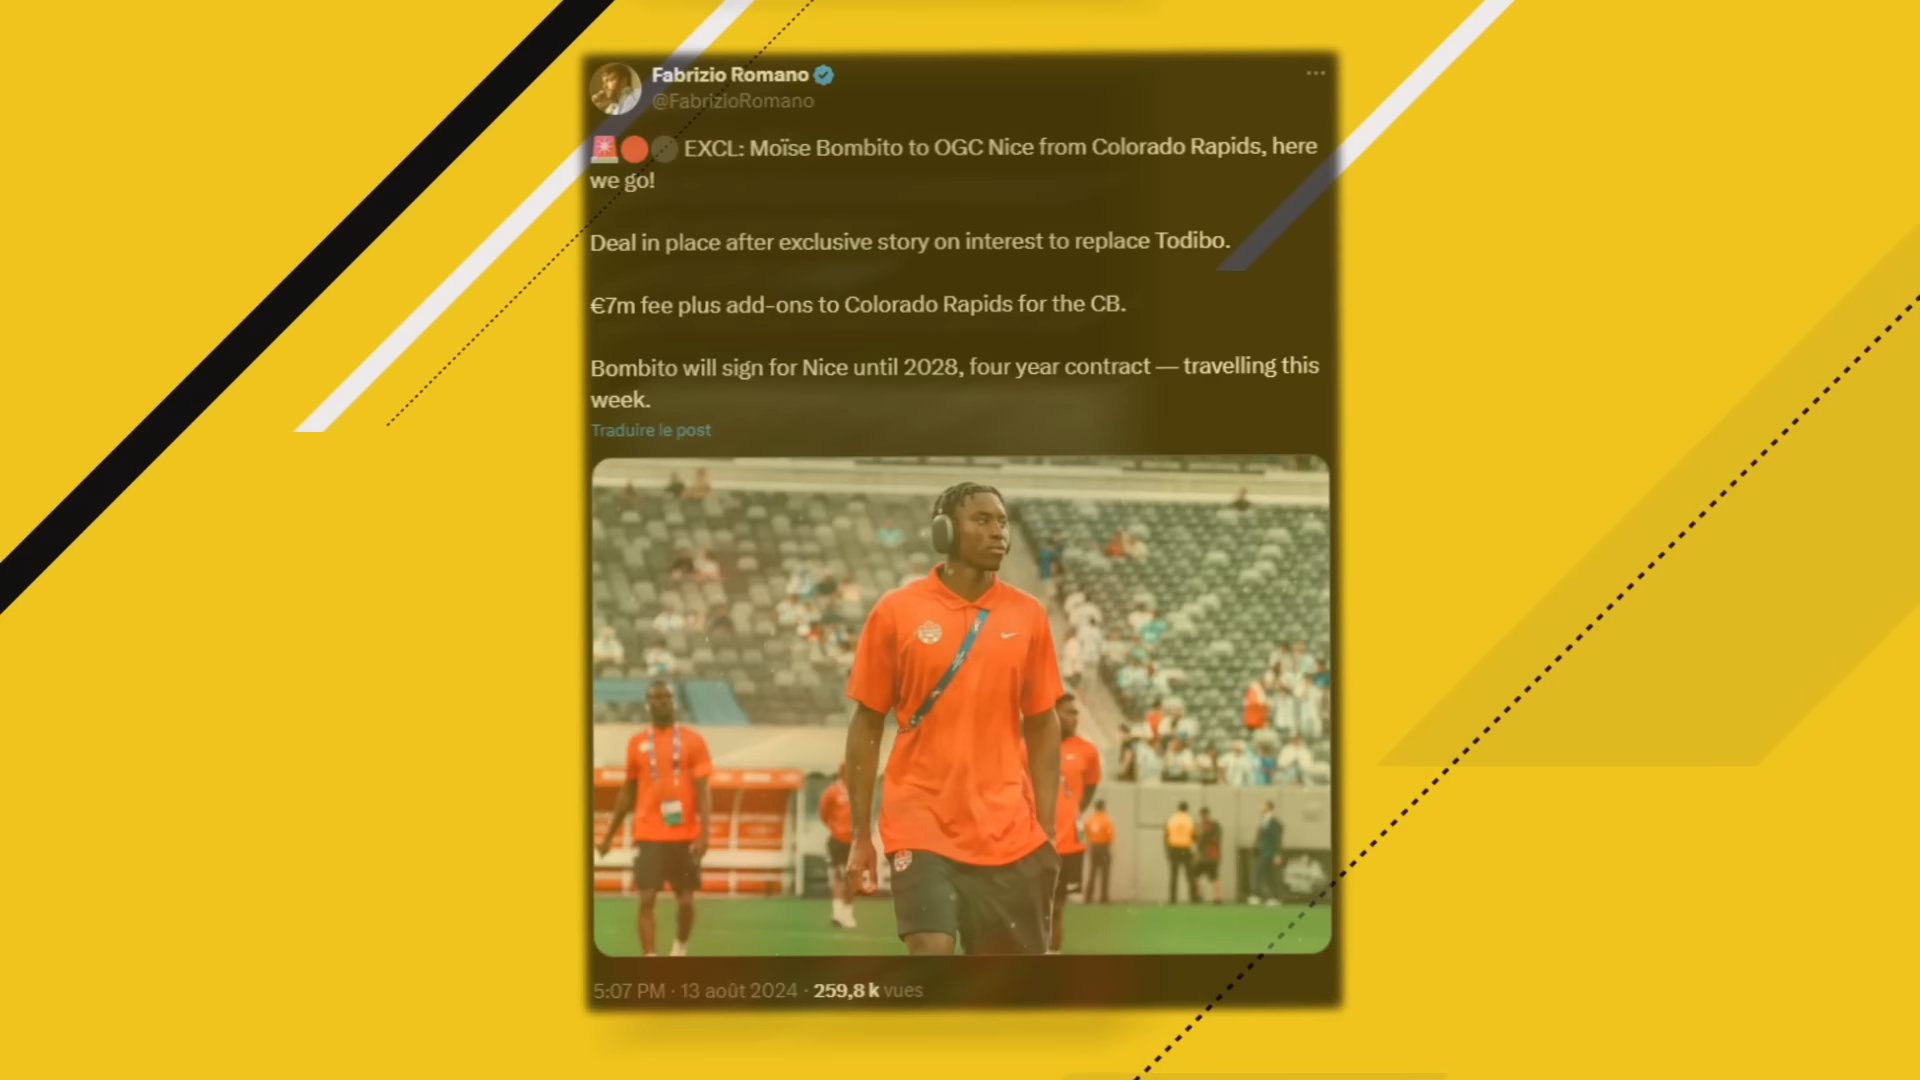 Fabrizio Romano
@FabrizioRomano
EXCL: Moïse Bombito to OGC Nice from Colorado Rapids, here
we go!
Deal in place after exclusive story on interest to replace Todibo.
€7m fee plus add-ons to Colorado Rapids for the CB.
Bombito will sign for Nice until 2028, four year contract — travelling this
week.
Traduire le post
5:07 PM · 13 août 2024 · 259,8 k vues